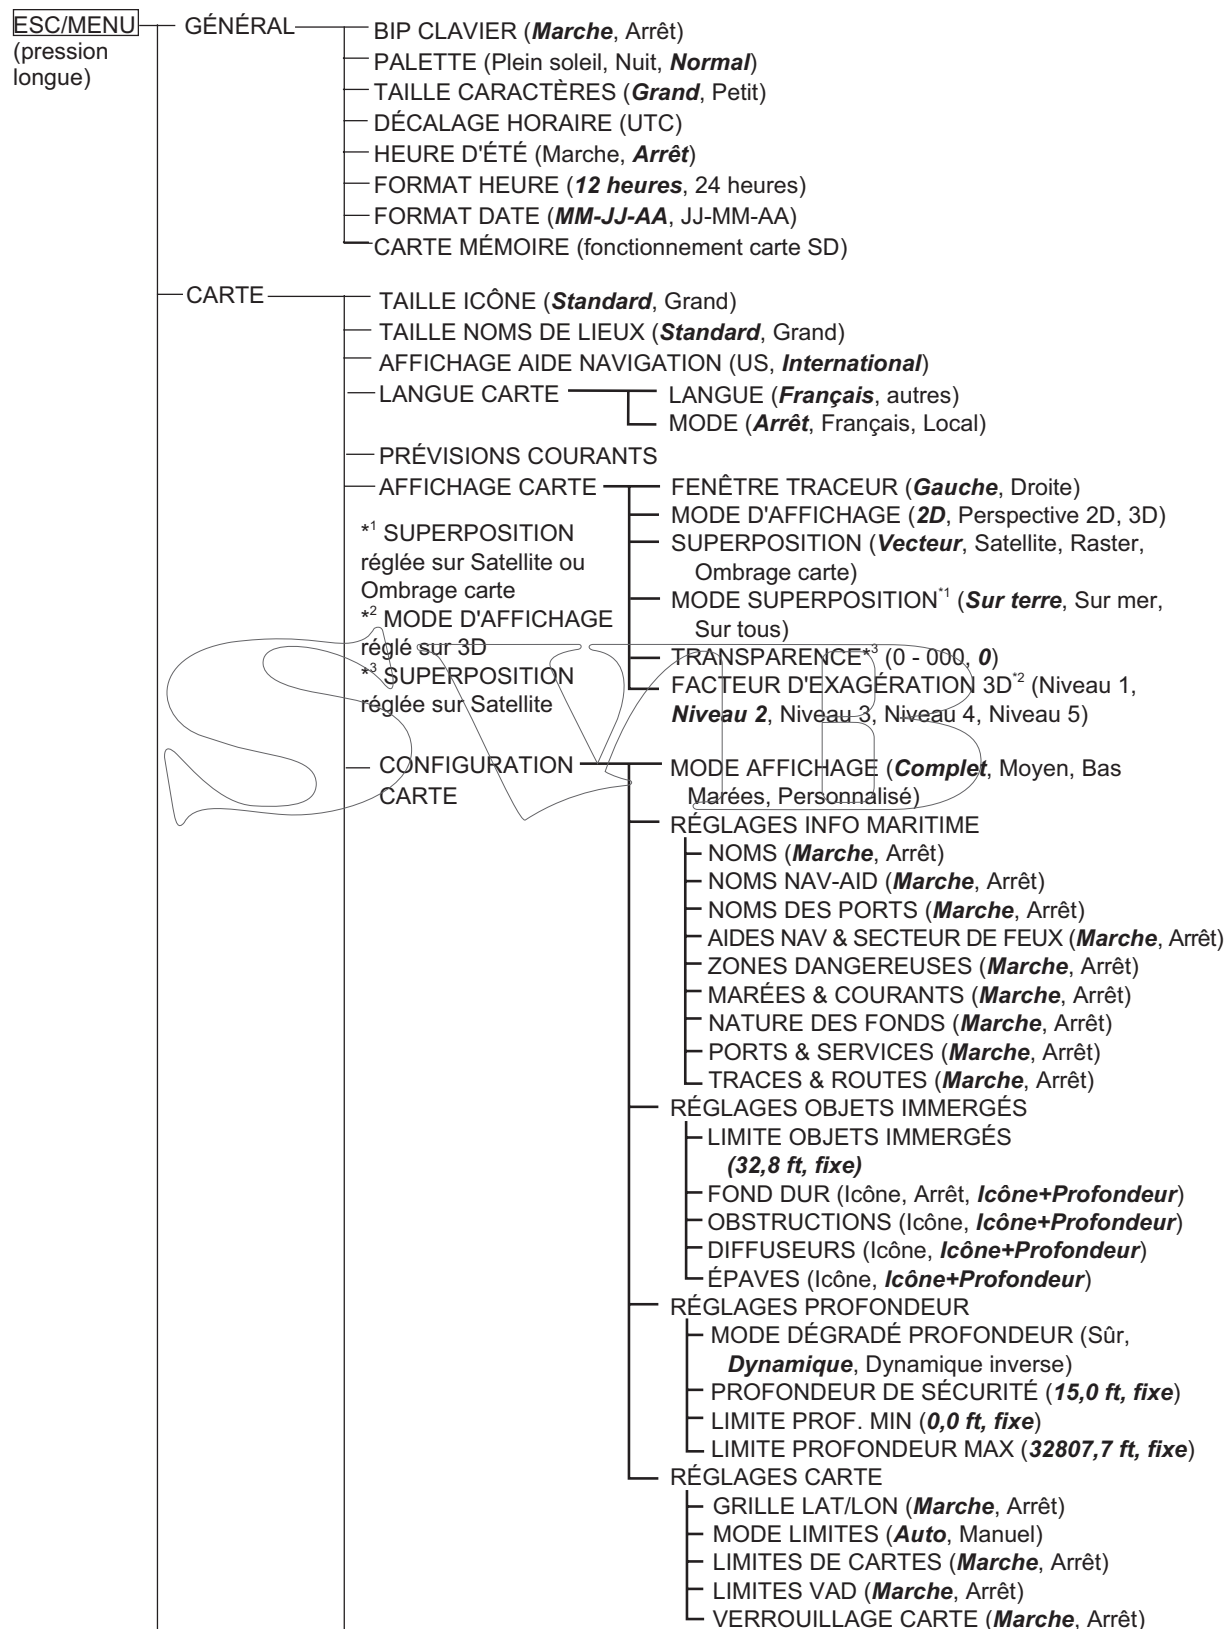 ESC/MENU
(pression
longue)
GÉNÉRAL
BIP CLAVIER (Marche, Arrêt)
PALETTE (Plein soleil, Nuit, Normal)
TAILLE CARACTÈRES (Grand, Petit)
DÉCALAGE HORAIRE (UTC)
HEURE D'ÉTÉ (Marche, Arrêt)
FORMAT HEURE (12 heures, 24 heures)
FORMAT DATE (MM-JJ-AA, JJ-MM-AA)
CARTE MÉMOIRE (fonctionnement carte SD)
CARTE
TAILLE ICÔNE (Standard, Grand)
TAILLE NOMS DE LIEUX (Standard, Grand)
AFFICHAGE AIDE NAVIGATION (US, International)
LANGUE CARTE
LANGUE (Français, autres)
MODE (Arrêt, Français, Local)
PRÉVISIONS COURANTS
AFFICHAGE CARTE
FENÊTRE TRACEUR (Gauche, Droite)
MODE D'AFFICHAGE (2D, Perspective 2D, 3D)
SUPERPOSITION (Vecteur, Satellite, Raster,
Ombrage carte)
MODE SUPERPOSITION*1 (Sur terre, Sur mer,
Sur tous)
TRANSPARENCE*3 (0 - 000, 0)
FACTEUR D'EXAGÉRATION 3D*2 (Niveau 1,
Niveau 2, Niveau 3, Niveau 4, Niveau 5)
*1 SUPERPOSITION
réglée sur Satellite ou
Ombrage carte
*2 MODE D'AFFICHAGE
réglé sur 3D
*3 SUPERPOSITION
réglée sur Satellite
SVB
CONFIGURATION
CARTE
MODE AFFICHAGE (Complet, Moyen, Bas
Marées, Personnalisé)
RÉGLAGES INFO MARITIME
NOMS (Marche, Arrêt)
NOMS NAV-AID (Marche, Arrêt)
NOMS DES PORTS (Marche, Arrêt)
AIDES NAV & SECTEUR DE FEUX (Marche, Arrêt)
ZONES DANGEREUSES (Marche, Arrêt)
MARÉES & COURANTS (Marche, Arrêt)
NATURE DES FONDS (Marche, Arrêt)
PORTS & SERVICES (Marche, Arrêt)
TRACES & ROUTES (Marche, Arrêt)
RÉGLAGES OBJETS IMMERGÉS
LIMITE OBJETS IMMERGÉS
(32,8 ft, fixe)
FOND DUR (Icône, Arrêt, Icône+Profondeur)
OBSTRUCTIONS (Icône, Icône+Profondeur)
DIFFUSEURS (Icône, Icône+Profondeur)
ÉPAVES (Icône, Icône+Profondeur)
RÉGLAGES PROFONDEUR
MODE DÉGRADÉ PROFONDEUR (Sûr,
Dynamique, Dynamique inverse)
PROFONDEUR DE SÉCURITÉ (15,0 ft, fixe)
LIMITE PROF. MIN (0,0 ft, fixe)
LIMITE PROFONDEUR MAX (32807,7 ft, fixe)
RÉGLAGES CARTE
GRILLE LAT/LON (Marche, Arrêt)
MODE LIMITES (Auto, Manuel)
LIMITES DE CARTES (Marche, Arrêt)
LIMITES VAD (Marche, Arrêt)
VERROUILLAGE CARTE (Marche, Arrêt)